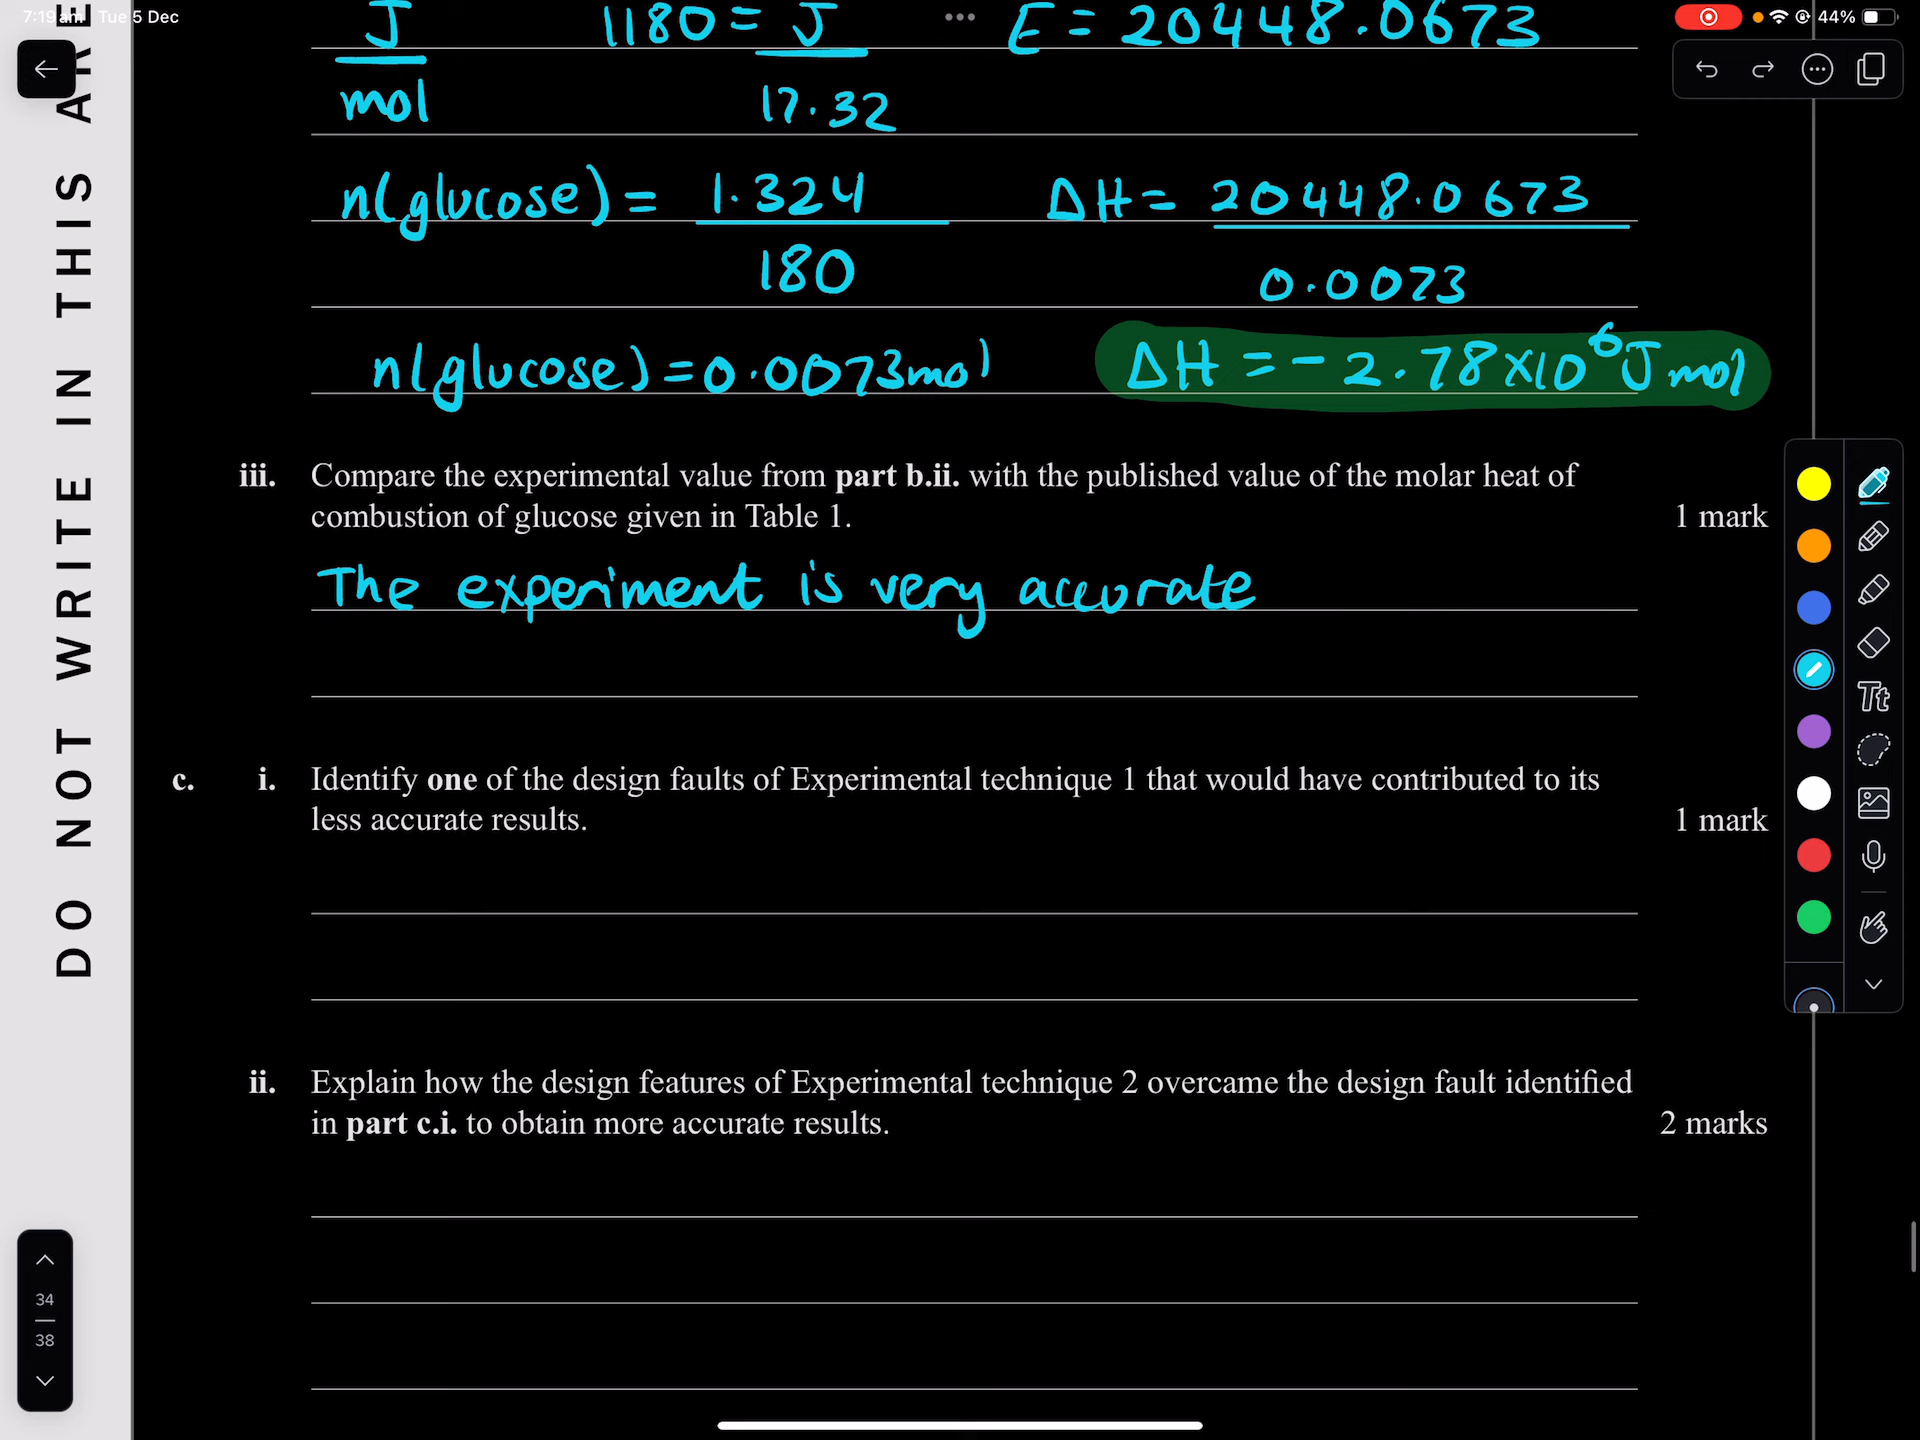 7:19 am Tue 5 Dec
44%
J 1180 = J E = 20448.0673
mol 17.32
n(glucose) = 1.324 ΔH = 20448.0673
180 0.0073
n(glucose) = 0.0073mol ΔH = - 2.78x10⁶J mol
iii. Compare the experimental value from part b.ii. with the published value of the molar heat of
combustion of glucose given in Table 1. 1 mark
The experiment is very accurate
c. i. Identify one of the design faults of Experimental technique 1 that would have contributed to its
less accurate results. 1 mark
ii. Explain how the design features of Experimental technique 2 overcame the design fault identified
in part c.i. to obtain more accurate results. 2 marks
DO NOT WRITE IN THIS ARE
Tt
34
38